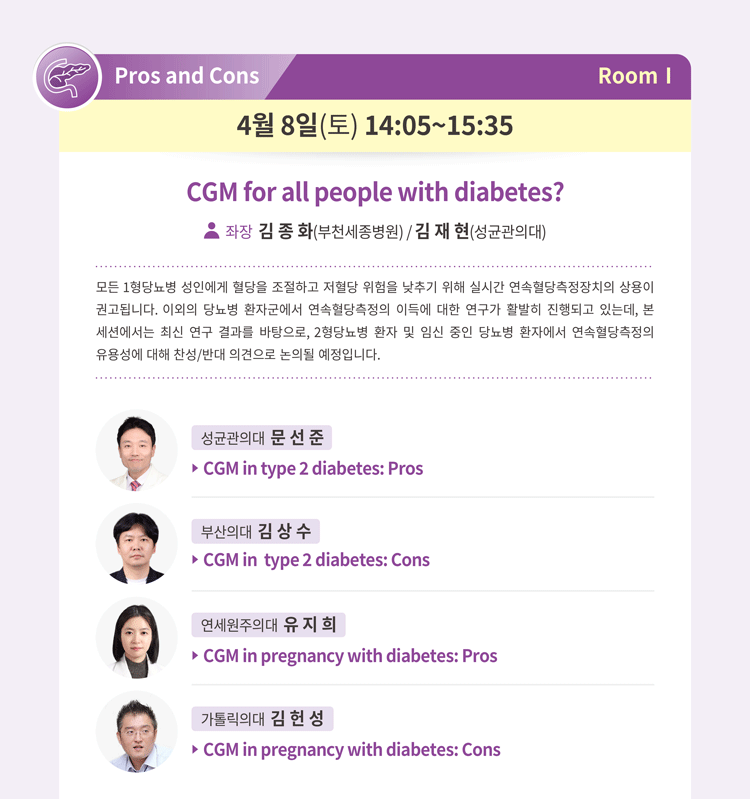 Pros and Cons
Room I
4월 8일(토) 14:05~15:35
CGM for all people with diabetes?
좌장 김 종 화(부천세종병원) / 김 재 현(성균관의대)
모든 1형당뇨병 성인에게 혈당을 조절하고 저혈당 위험을 낮추기 위해 실시간 연속혈당측정장치의 상용이
권고됩니다. 이외의 당뇨병 환자군에서 연속혈당측정의 이득에 대한 연구가 활발히 진행되고 있는데, 본
세션에서는 최신 연구 결과를 바탕으로, 2형당뇨병 환자 및 임신 중인 당뇨병 환자에서 연속혈당측정의
유용성에 대해 찬성/반대 의견으로 논의될 예정입니다.
성균관의대 문 선 준
CGM in type 2 diabetes: Pros
부산의대 김 상 수
CGM in type 2 diabetes: Cons
연세원주의대 유 지 희
CGM in pregnancy with diabetes: Pros
가톨릭의대 김 헌 성
CGM in pregnancy with diabetes: Cons